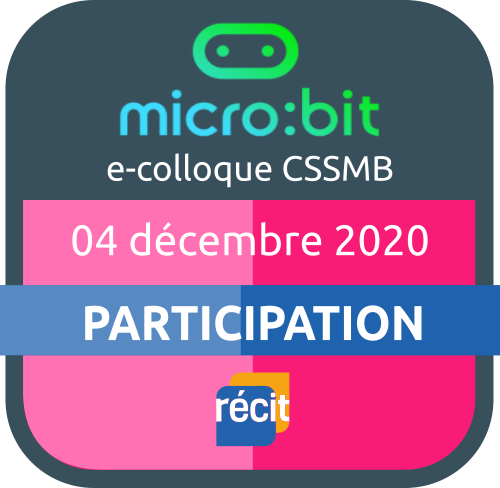 micro:bit
e-colloque CSSMB
04 décembre 2020
PARTICIPATION
récit